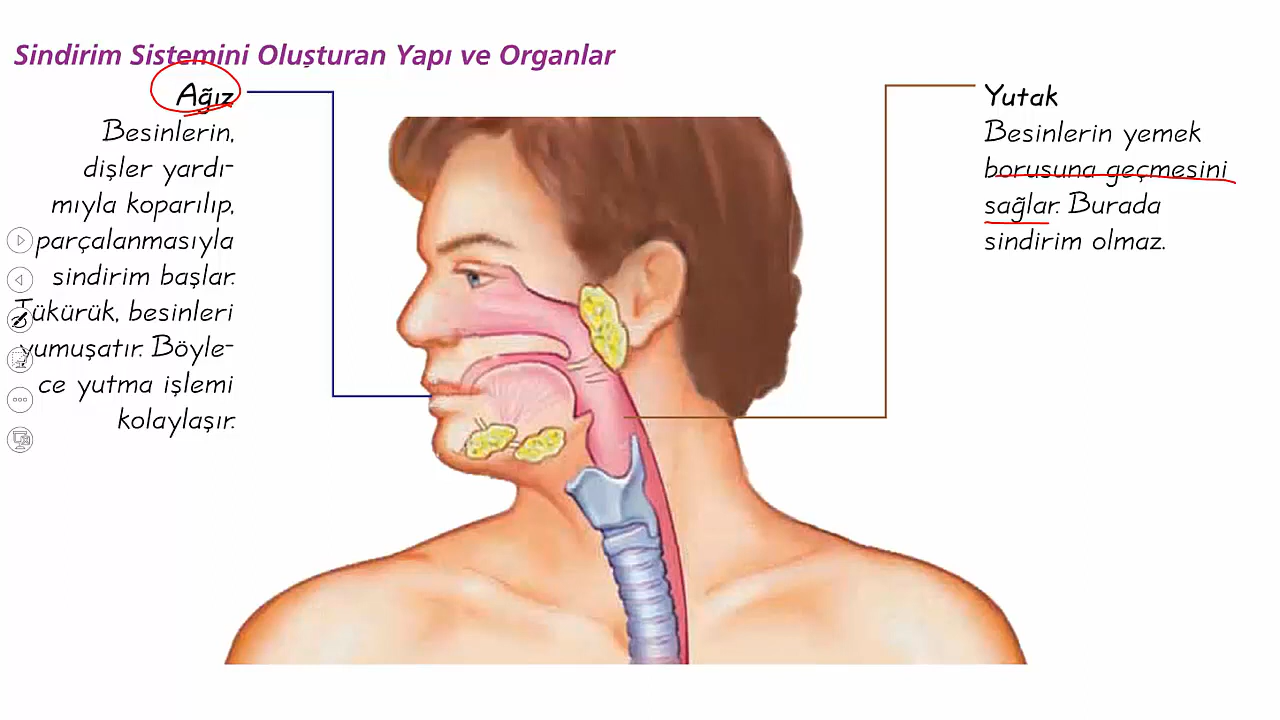 Sindirim Sistemini Oluşturan Yapı ve Organlar
Ağız
Besinlerin,
dişler yardı-
mıyla koparılıp,
parçalanmasıyla
sindirim başlar.
Tükürük, besinleri
yumuşatır. Böyle-
ce yutma işlemi
kolaylaşır.
Yutak
Besinlerin yemek
borusuna geçmesini
sağlar. Burada
sindirim olmaz.